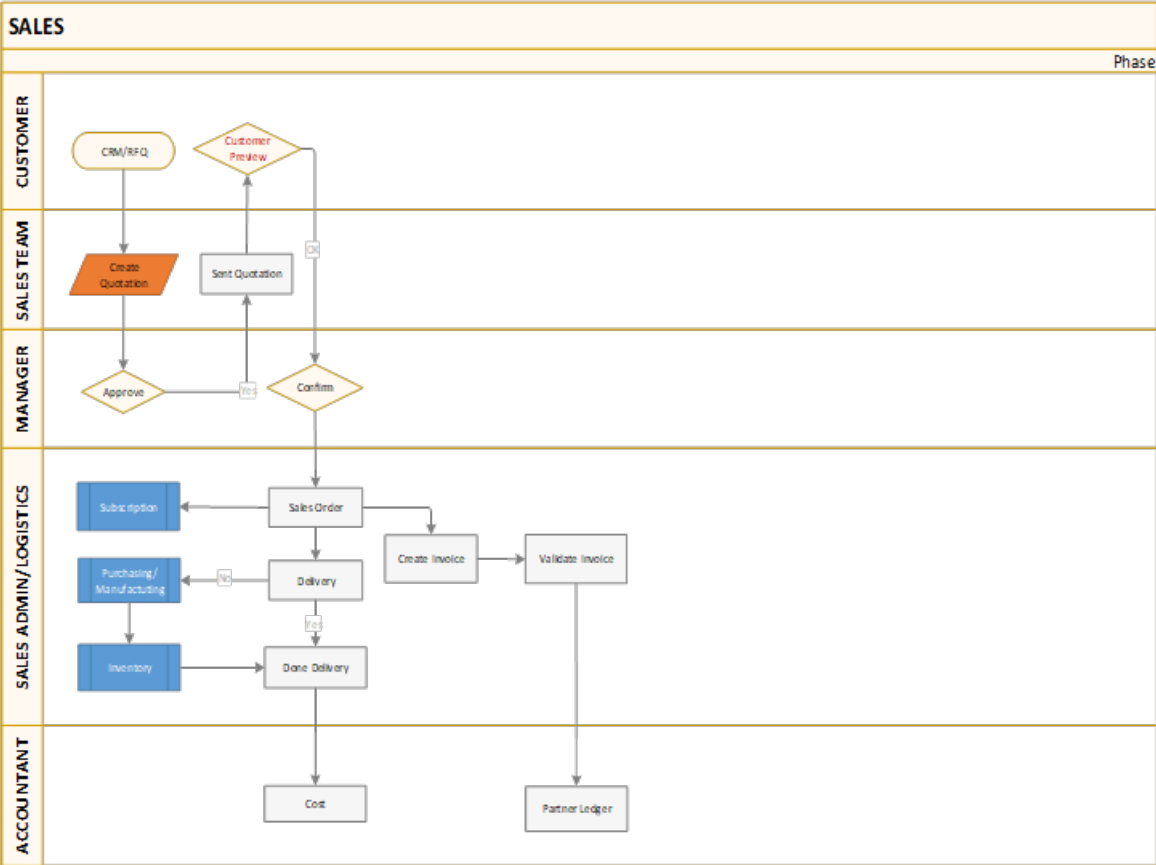 SALES
Phase
CUSTOMER
CRM/RFQ
Customer
Preview
OK
SALES TEAM
Create
Quotation
Sent Quotation
MANAGER
Approve
Yes
Confirm
SALES ADMIN/LOGISTICS
Subscription
Sales Order
Create Invoice
Validate Invoice
Purchasing/
Manufactuting
No
Delivery
Yes
Inventory
Done Delivery
ACCOUNTANT
Cost
Partner Ledger